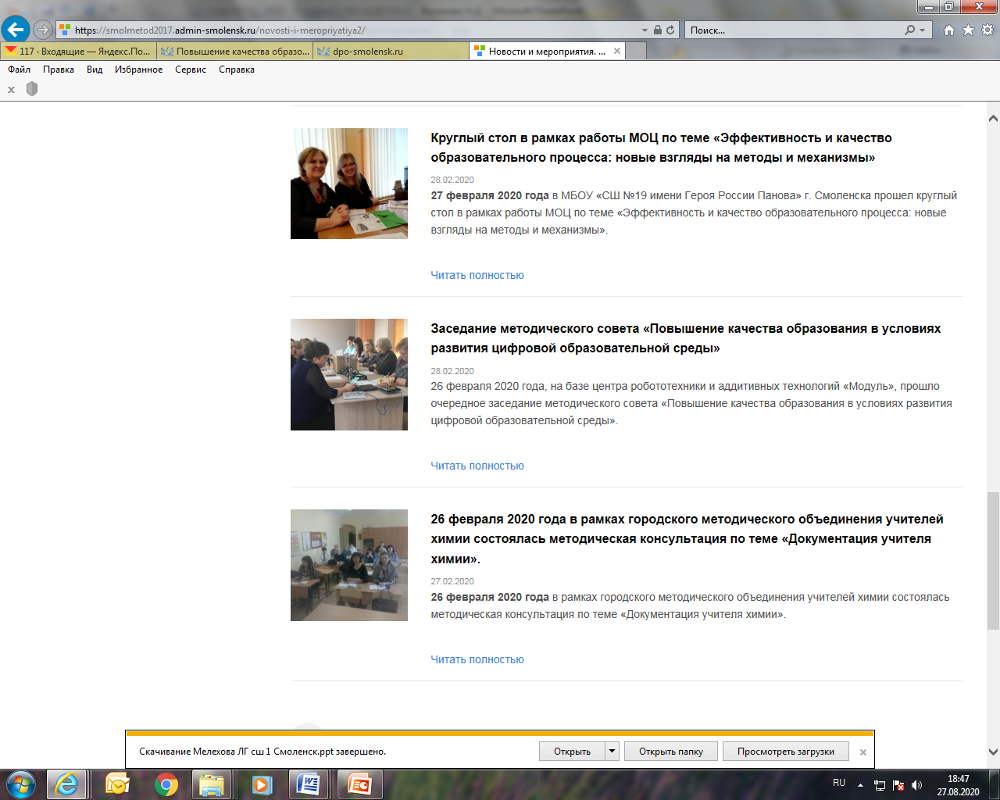 https://smolmetod2017.admin-smolensk.ru/novosti-i-meropriyatiya2/
Поиск...
117 · Входящие — Яндекс.По...
Повышение качества образо...
dpo-smolensk.ru
Новости и мероприятия. ...
Файл Правка Вид Избранное Сервис Справка
x
Круглый стол в рамках работы МОЦ по теме «Эффективность и качество
образовательного процесса: новые взгляды на методы и механизмы»
28.02.2020
27 февраля 2020 года в МБОУ «СШ №19 имени Героя России Панова» г. Смоленска прошел круглый
стол в рамках работы МОЦ по теме «Эффективность и качество образовательного процесса: новые
взгляды на методы и механизмы».
Читать полностью
Заседание методического совета «Повышение качества образования в условиях
развития цифровой образовательной среды»
28.02.2020
26 февраля 2020 года, на базе центра робототехники и аддитивных технологий «Модуль», прошло
очередное заседание методического совета «Повышение качества образования в условиях развития
цифровой образовательной среды».
Читать полностью
26 февраля 2020 года в рамках городского методического объединения учителей
химии состоялась методическая консультация по теме «Документация учителя
химии».
27.02.2020
26 февраля 2020 года в рамках городского методического объединения учителей химии состоялась
методическая консультация по теме «Документация учителя химии».
Читать полностью
Скачивание Мелехова ЛГ сш 1 Смоленск.ppt завершено.
Открыть
Открыть папку
Просмотреть загрузки
RU
18:47
27.08.2020